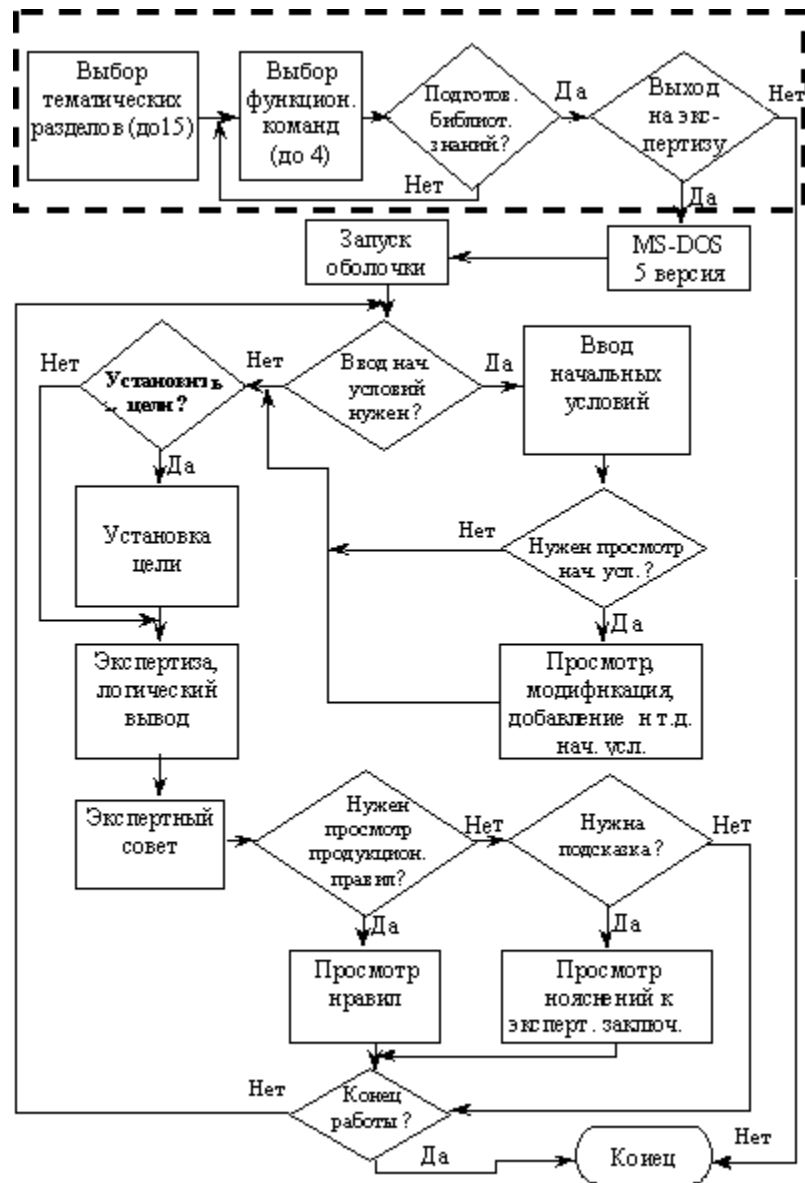 Выбор
тематических
разделов (до15)
Выбор
функцион.
команд
(до 4)
Подготов.
библиот.
знаний?
Да
Выход
на экс-
пертизу
Нет
Нет
Да
Запуск
оболочки
MS-DOS
5 версия
Нет
Установить
цели?
Нет
Ввод нач.
условий
нужен?
Да
Ввод
начальных
условий
Да
Установка
цели
Нет
Нужен просмотр
нач. усл.?
Да
Экспертиза,
логический
вывод
Просмотр,
модификация,
добавление и т.д.
нач. усл.
Экспертный
совет
Нужен
просмотр
продукцион.
правил?
Нет
Нужна
подсказка?
Нет
Да
Да
Просмотр
нравил
Просмотр
нояснений к
эксперт. заключ.
Нет
Конец
работы?
Да
Конец
Нет